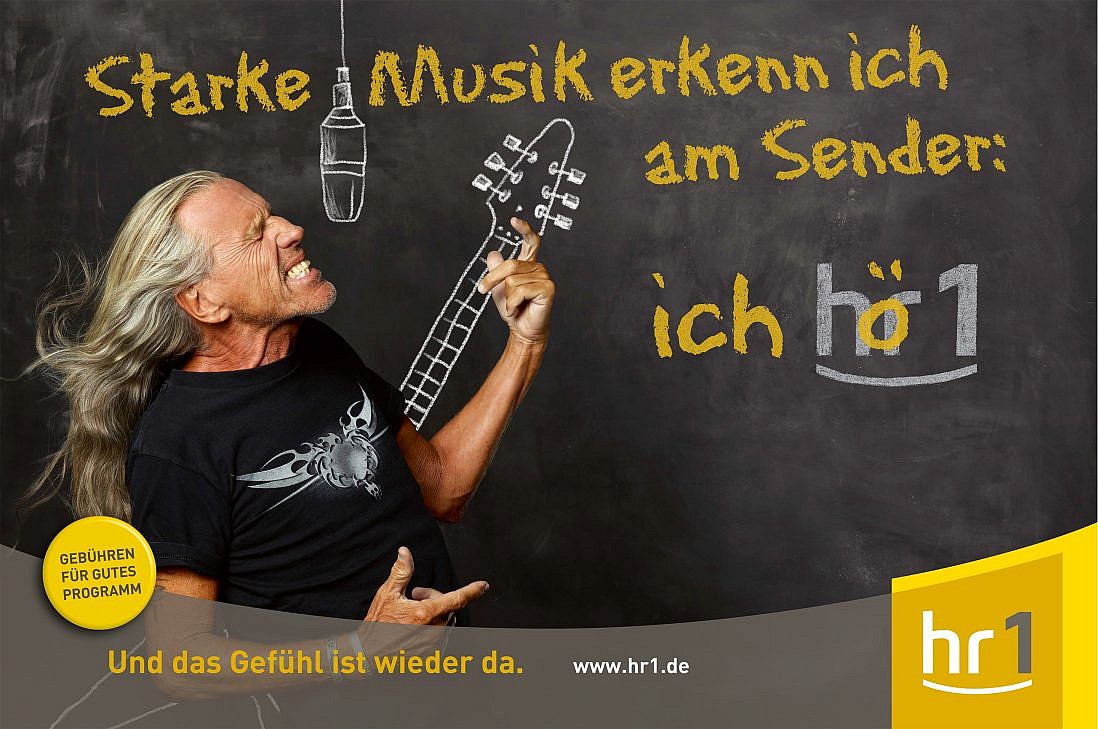 Starke Musik erkenn ich
am Sender:
ich hör1
GEBÜHREN
FÜR GUTES
PROGRAMM
Und das Gefühl ist wieder da.
www.hr1.de
hr1